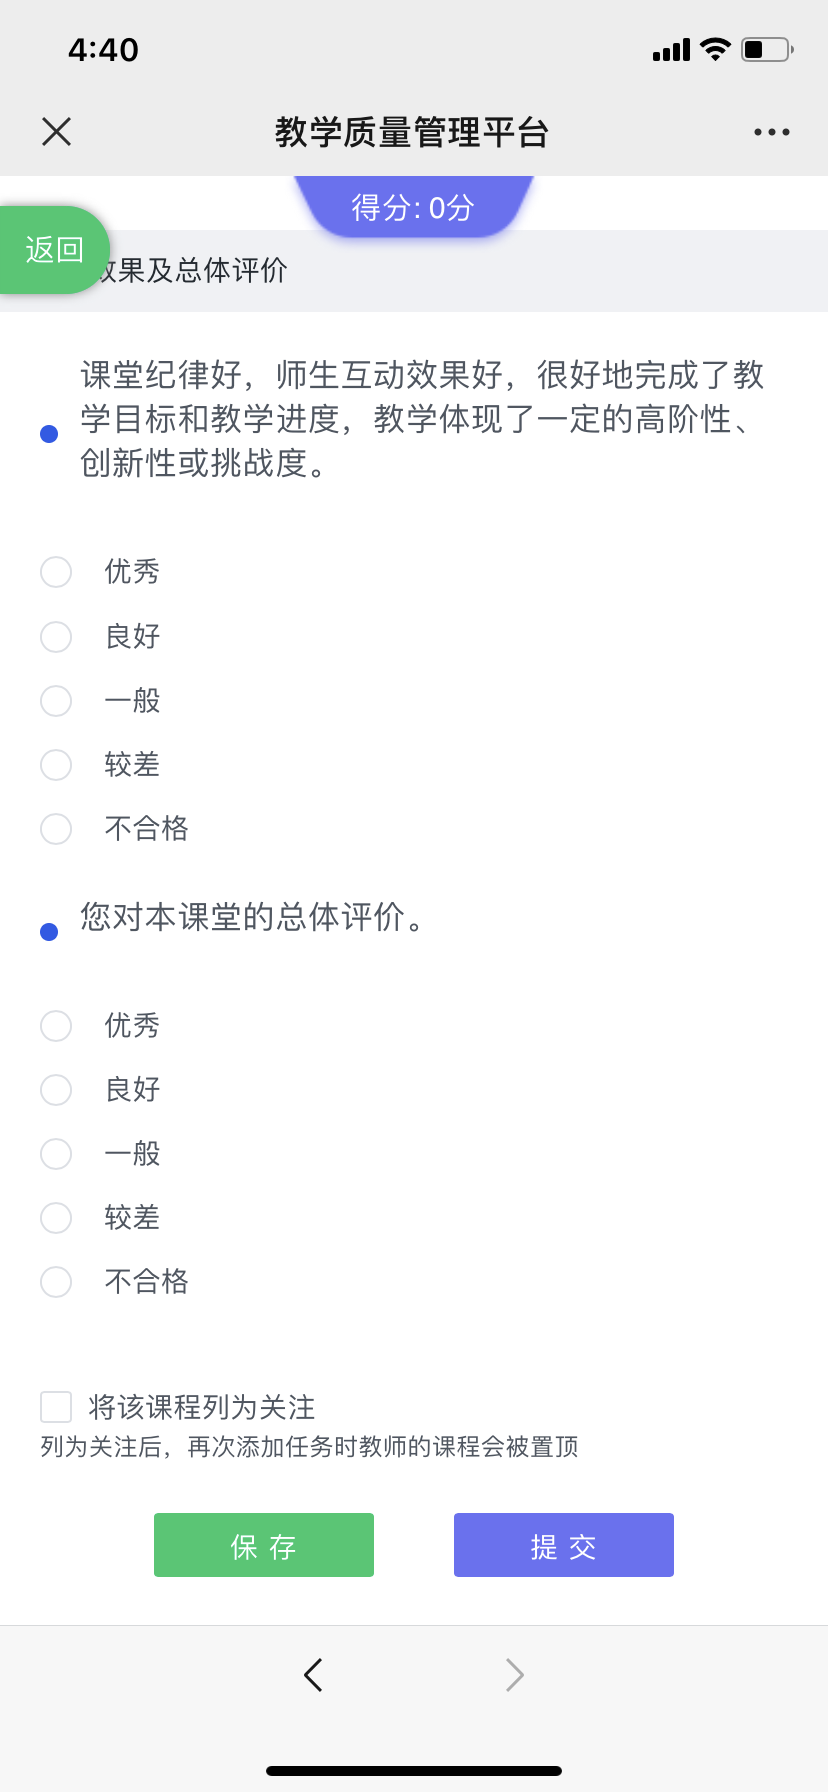 4:40
教学质量管理平台
得分: 0分
返回
效果及总体评价
课堂纪律好，师生互动效果好，很好地完成了教
学目标和教学进度，教学体现了一定的高阶性、
创新性或挑战度。
优秀
良好
一般
较差
不合格
您对本课堂的总体评价。
优秀
良好
一般
较差
不合格
将该课程列为关注
列为关注后，再次添加任务时教师的课程会被置顶
保 存
提 交